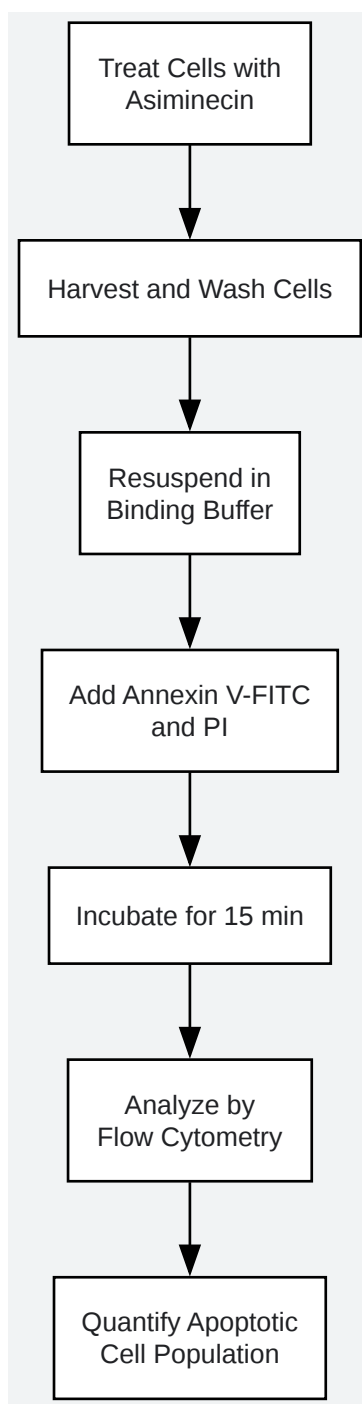 Treat Cells with
Asiminecin
Harvest and Wash Cells
Resuspend in
Binding Buffer
Add Annexin V-FITC
and PI
Incubate for 15 min
Analyze by
Flow Cytometry
Quantify Apoptotic
Cell Population